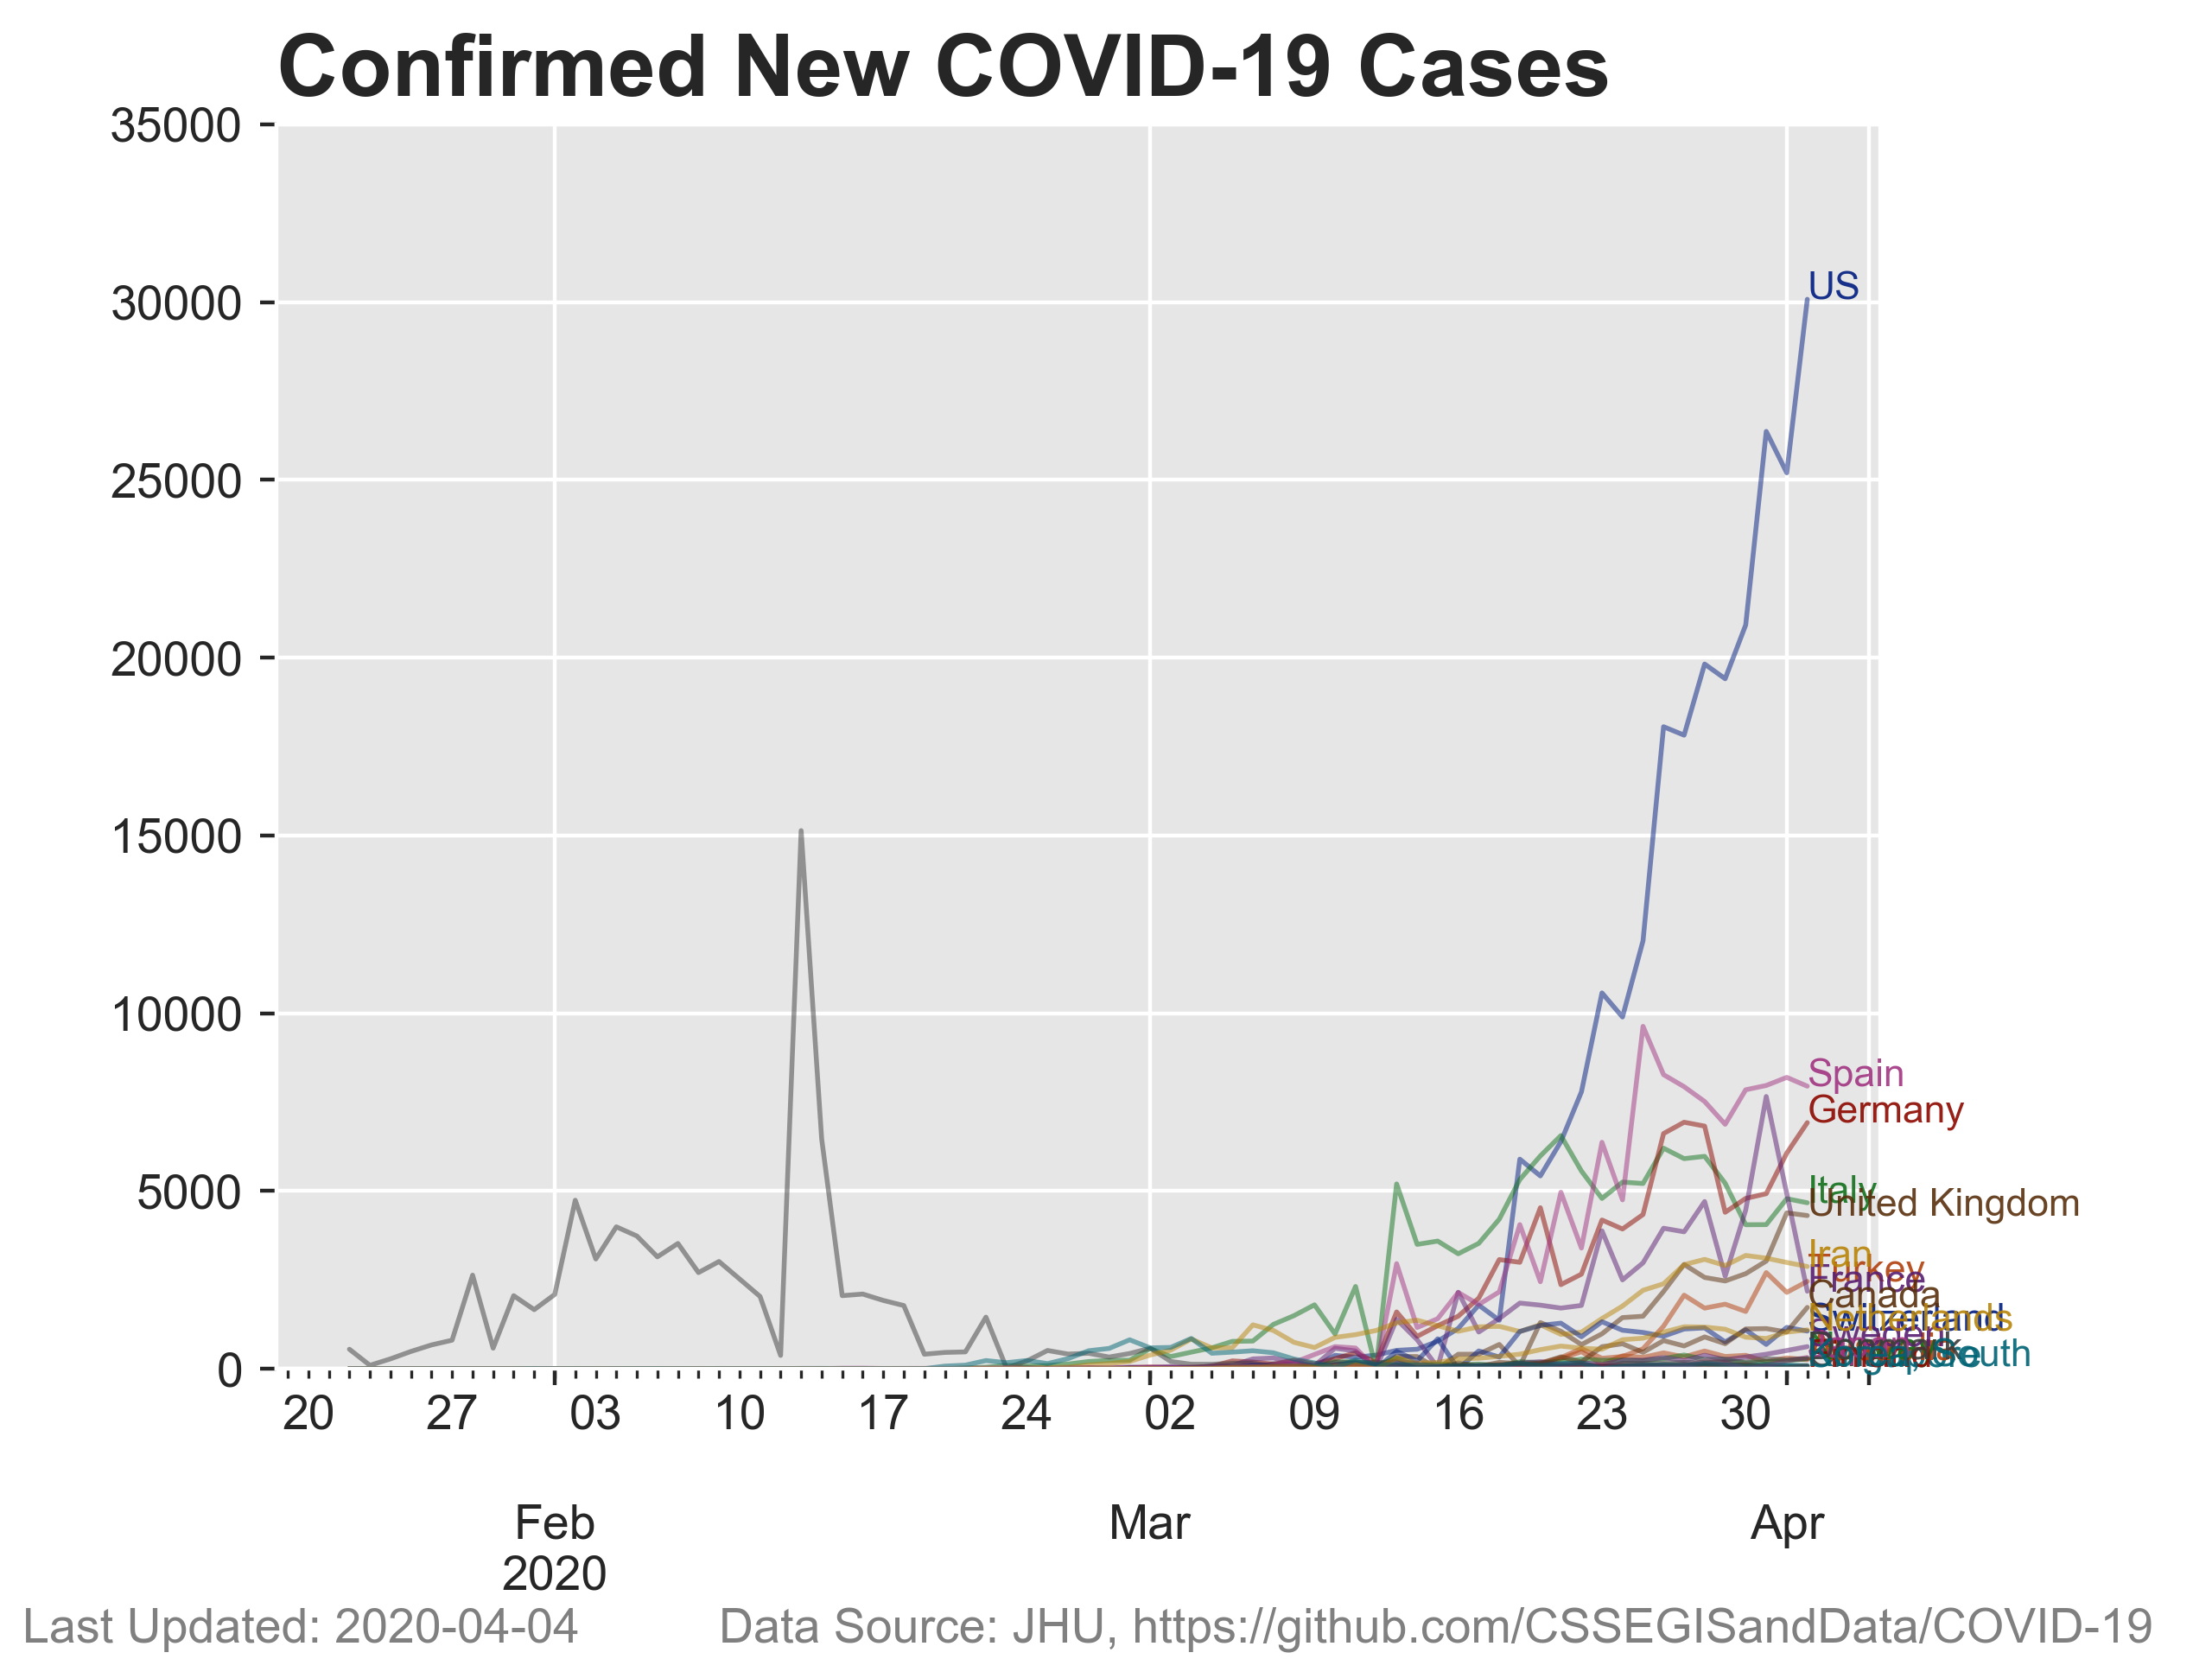 Confirmed New COVID-19 Cases
35000
30000
25000
20000
15000
10000
5000
0
US
Spain
Germany
Italy
United Kingdom
Iran
Turkey
France
Canada
Netherlands
Switzerland
Sweden
20 27 03 10 17 24 02 09 16 23 30
Feb Mar Apr
2020
Last Updated: 2020-04-04 Data Source: JHU, https://github.com/CSSEGISandData/COVID-19